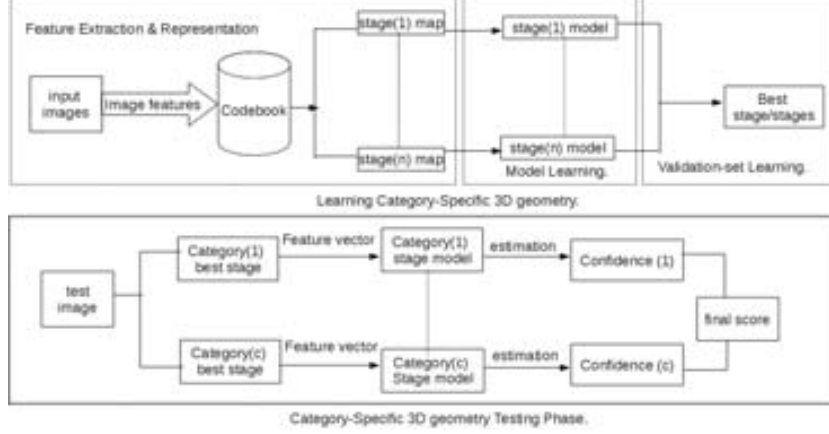 Feature Extraction & Representation
input
images
Image features
Codebook
stage(1) map
stage(n) map
stage(1) model
stage(n) model
Model Learning.
Best
stage/stages
Validation-set Learning.
Learning Category-Specific 3D geometry.
test
image
Category(1)
best stage
Feature vector
Category(1)
stage model
estimation
Confidence (1)
final score
Category(c)
best stage
Feature vector
Category(c)
Stage model
estimation
Confidence (c)
Category-Specific 3D geometry Testing Phase.